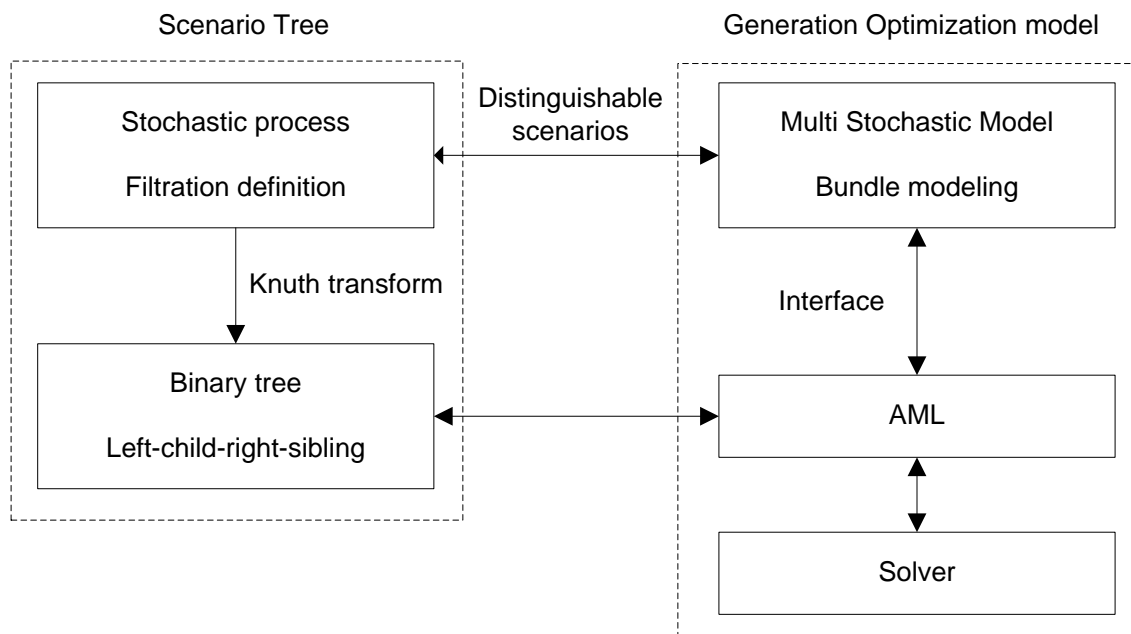 Scenario Tree
Generation Optimization model
Stochastic process
Filtration definition
Distinguishable
scenarios
Multi Stochastic Model
Bundle modeling
Knuth transform
Interface
Binary tree
Left-child-right-sibling
AML
Solver